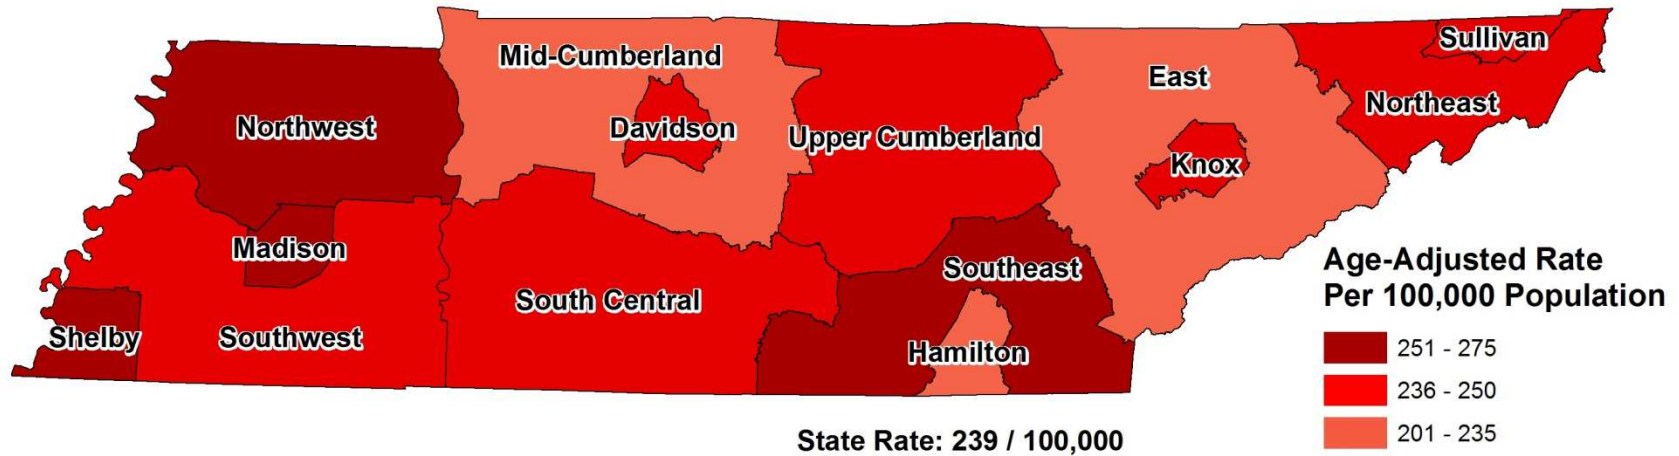 Sullivan
Mid-Cumberland
East
Northeast
Northwest
Davidson
Upper Cumberland
Knox
Madison
Southeast
South Central
Shelby
Southwest
Hamilton
Age-Adjusted Rate
Per 100,000 Population
251 - 275
236 - 250
201 - 235
State Rate: 239 / 100,000